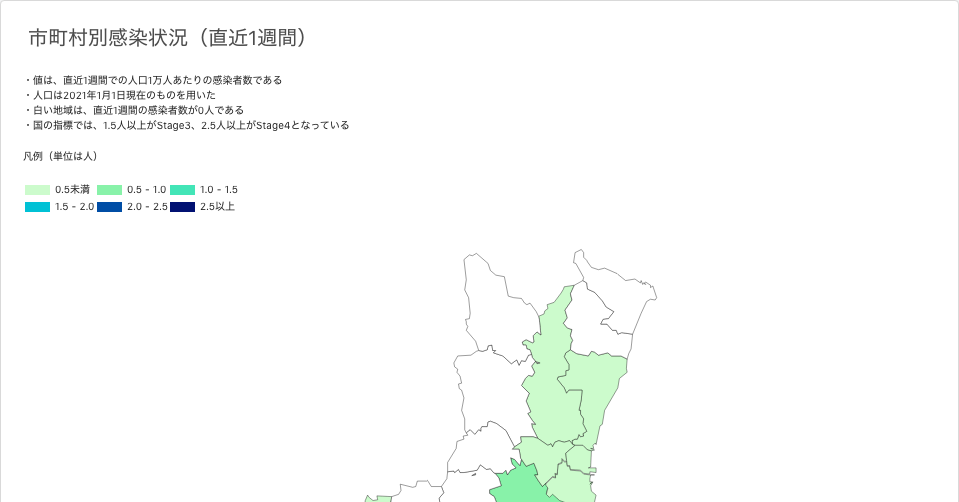 市町村別感染状況（直近1週間）
・値は、直近1週間での人口1万人あたりの感染者数である
・人口は2021年1月1日現在のものを用いた
・白い地域は、直近1週間の感染者数が0人である
・国の指標では、1.5人以上がStage3、2.5人以上がStage4となっている
凡例（単位は人）
0.5未満 0.5 - 1.0 1.0 - 1.5
1.5 - 2.0 2.0 - 2.5 2.5以上